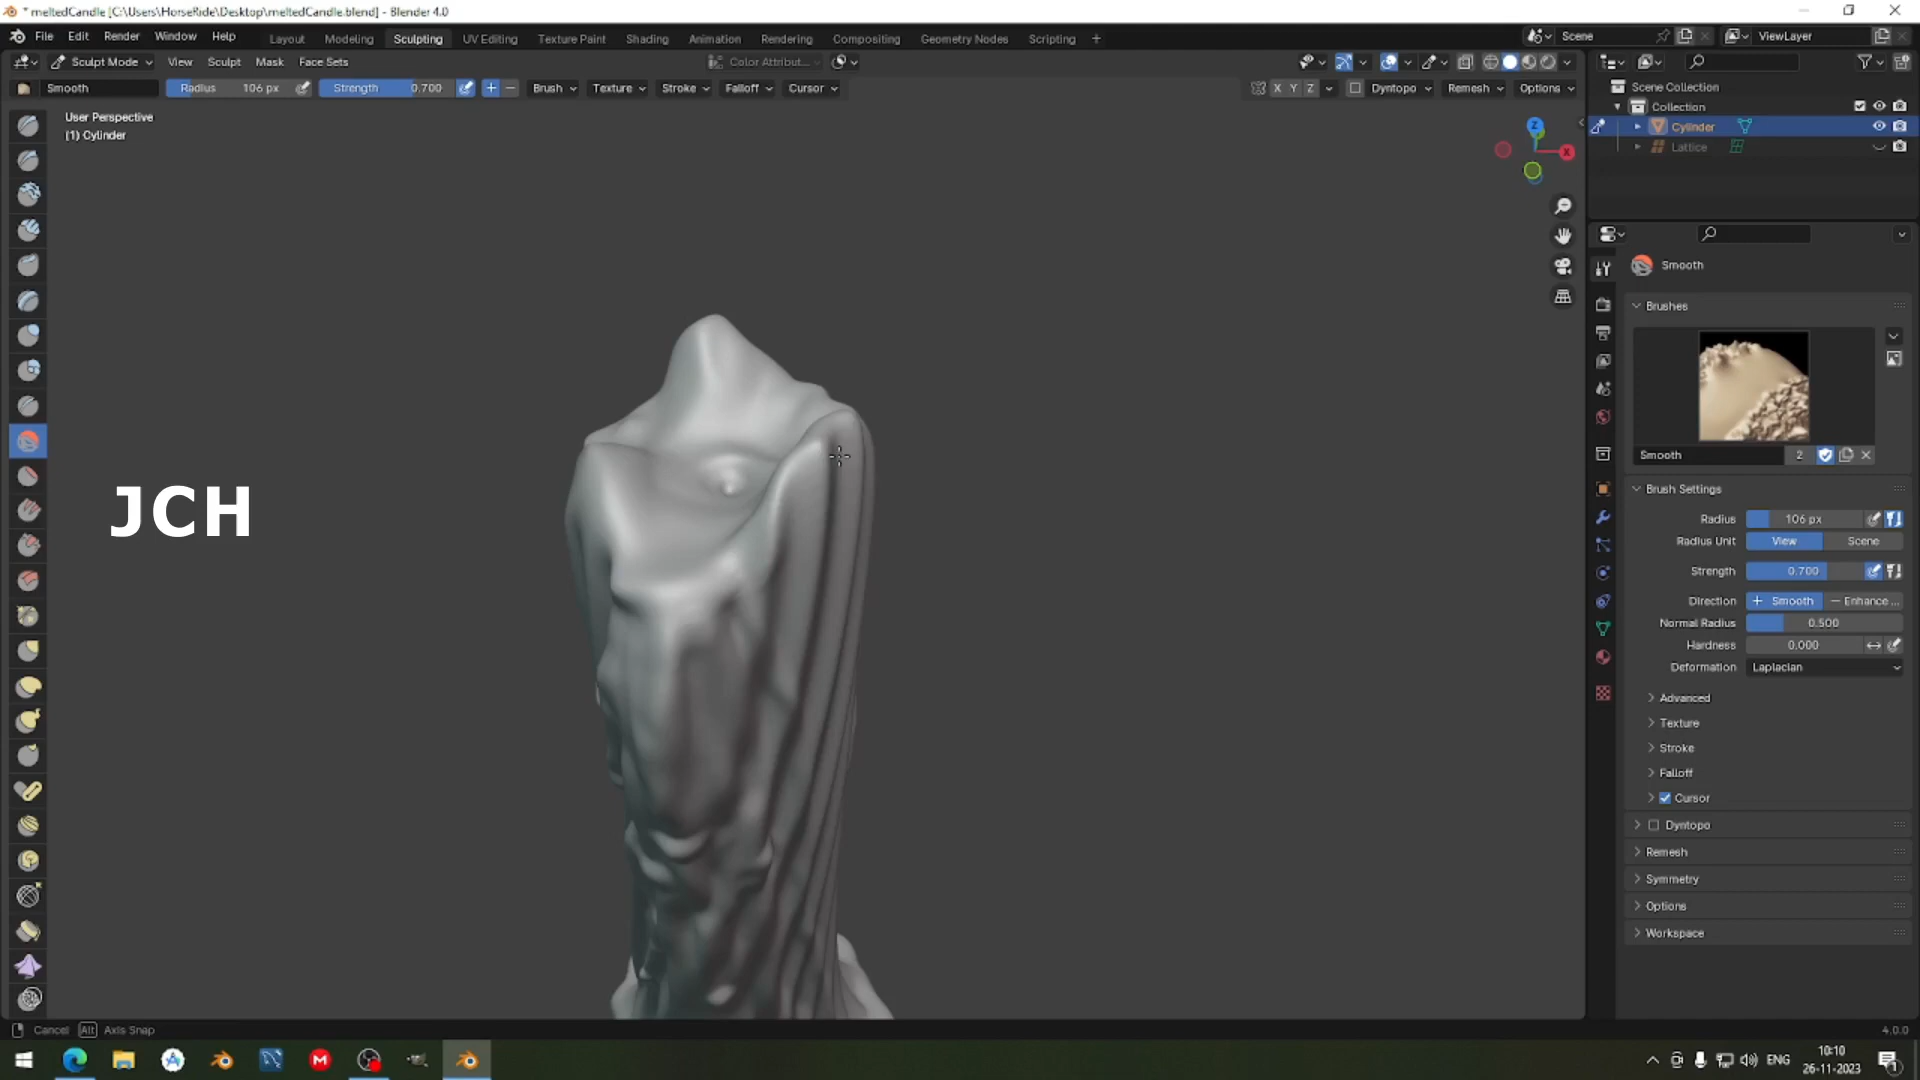 * meltedCandle [C:\Users\HorseRide\Desktop\meltedCandle.blend] - Blender 4.0
File Edit Render Window Help
Layout Modeling Sculpting UV Editing Texture Paint Shading Animation Rendering Compositing Geometry Nodes Scripting +
Scene
ViewLayer
Sculpt Mode View Sculpt Mask Face Sets
Color Attribut...
Smooth Radius 106 px Strength 0.700 Brush Texture Stroke Falloff Cursor
X Y Z Dyntopo Remesh Options
User Perspective
(1) Cylinder
Z
X
JCH
Scene Collection
Collection
Cylinder
Lattice
Smooth
Brushes
Smooth 2
Brush Settings
Radius 106 px
Radius Unit View Scene
Strength 0.700
Direction + Smooth − Enhance ...
Normal Radius 0.500
Hardness 0.000
Deformation Laplacian
Advanced
Texture
Stroke
Falloff
Cursor
Dyntopo
Remesh
Symmetry
Options
Workspace
Cancel Alt Axis Snap
4.0.0
ENG
10:10
26-11-2023
1